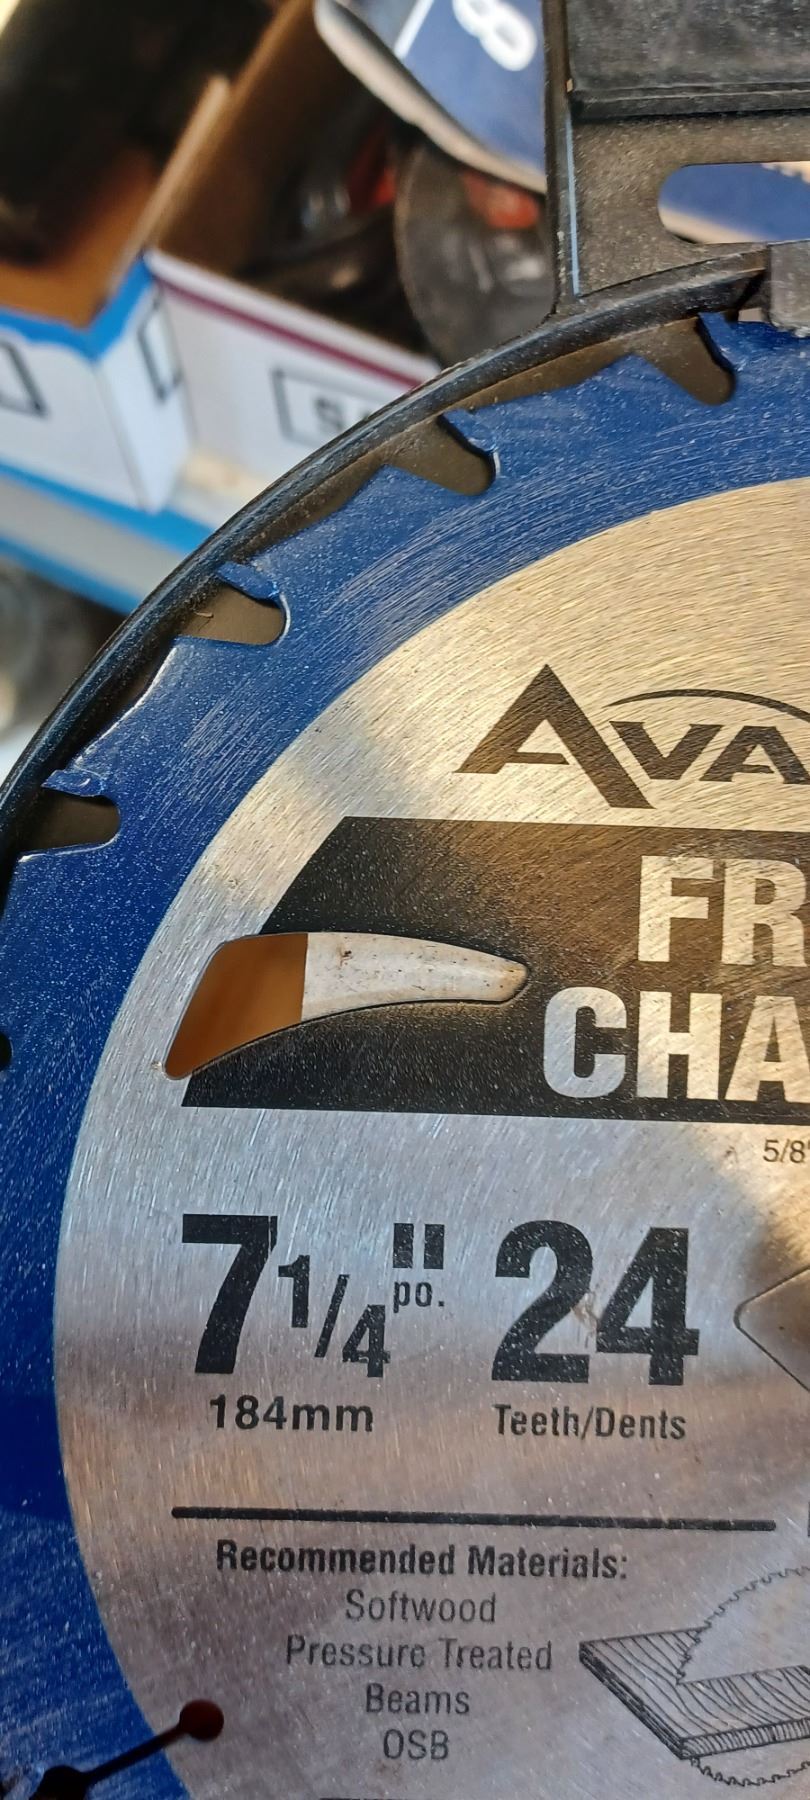 8
AVA
FR
CHA
5/8"
7 1/4" 24
po.
184mm Teeth/Dents
Recommended Materials:
Softwood
Pressure Treated
Beams
OSB